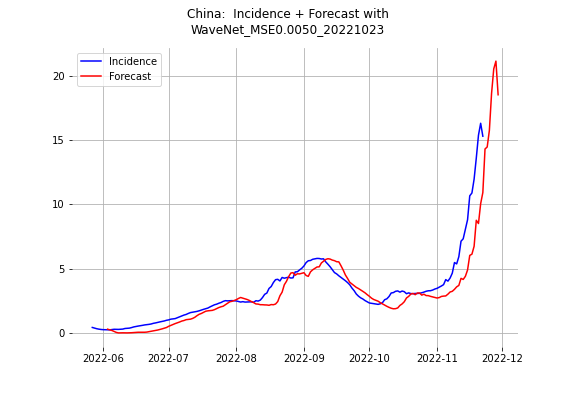 China:  Incidence + Forecast with
WaveNet_MSE0.0050_20221023
Incidence
Forecast
20
15
10
5
0
2022-06 2022-07 2022-08 2022-09 2022-10 2022-11 2022-12